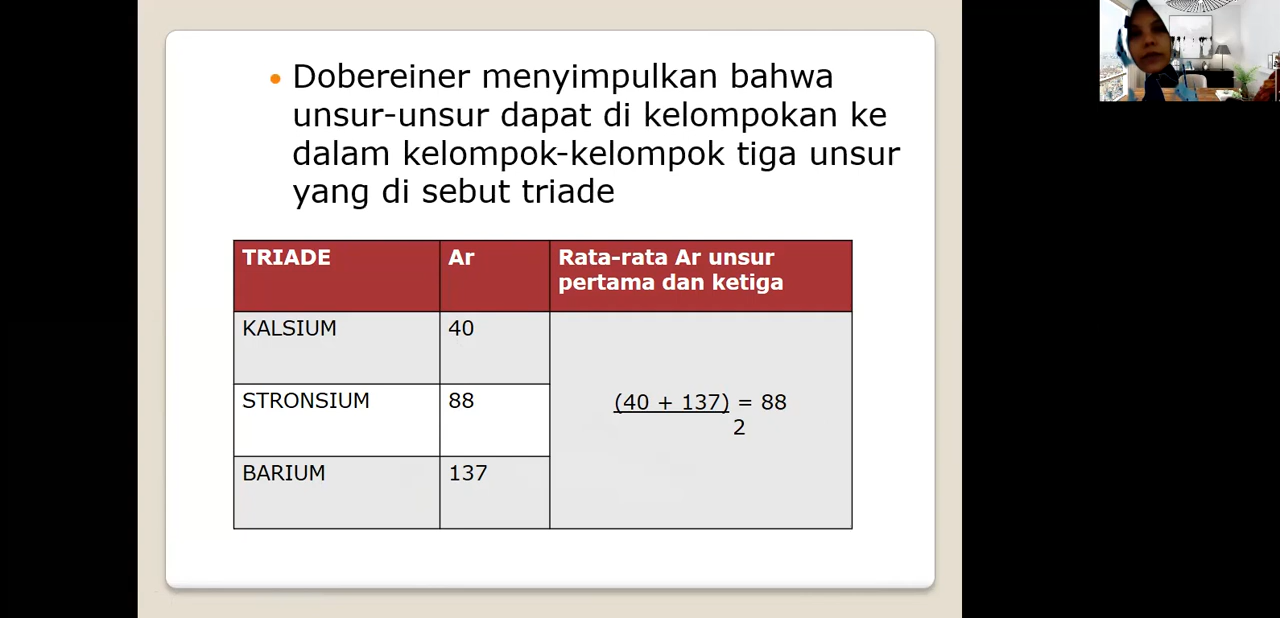 Dobereiner menyimpulkan bahwa
unsur-unsur dapat di kelompokan ke
dalam kelompok-kelompok tiga unsur
yang di sebut triade
TRIADE
Ar
Rata-rata Ar unsur
pertama dan ketiga
KALSIUM
40
STRONSIUM
88
(40 + 137) = 88
2
BARIUM
137